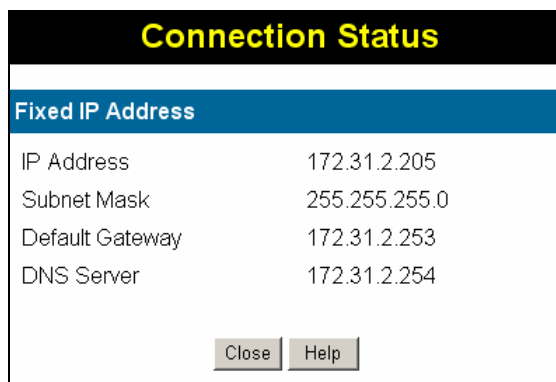 Connection Status
Fixed IP Address
IP Address 172.31.2.205
Subnet Mask 255.255.255.0
Default Gateway 172.31.2.253
DNS Server 172.31.2.254
Close Help